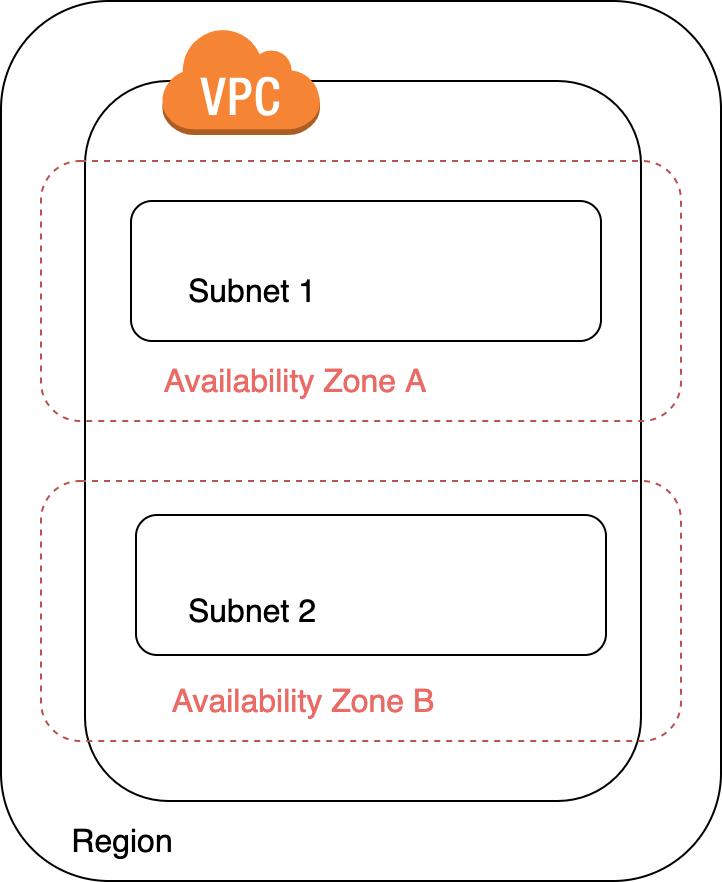 VPC
Subnet 1
Availability Zone A
Subnet 2
Availability Zone B
Region